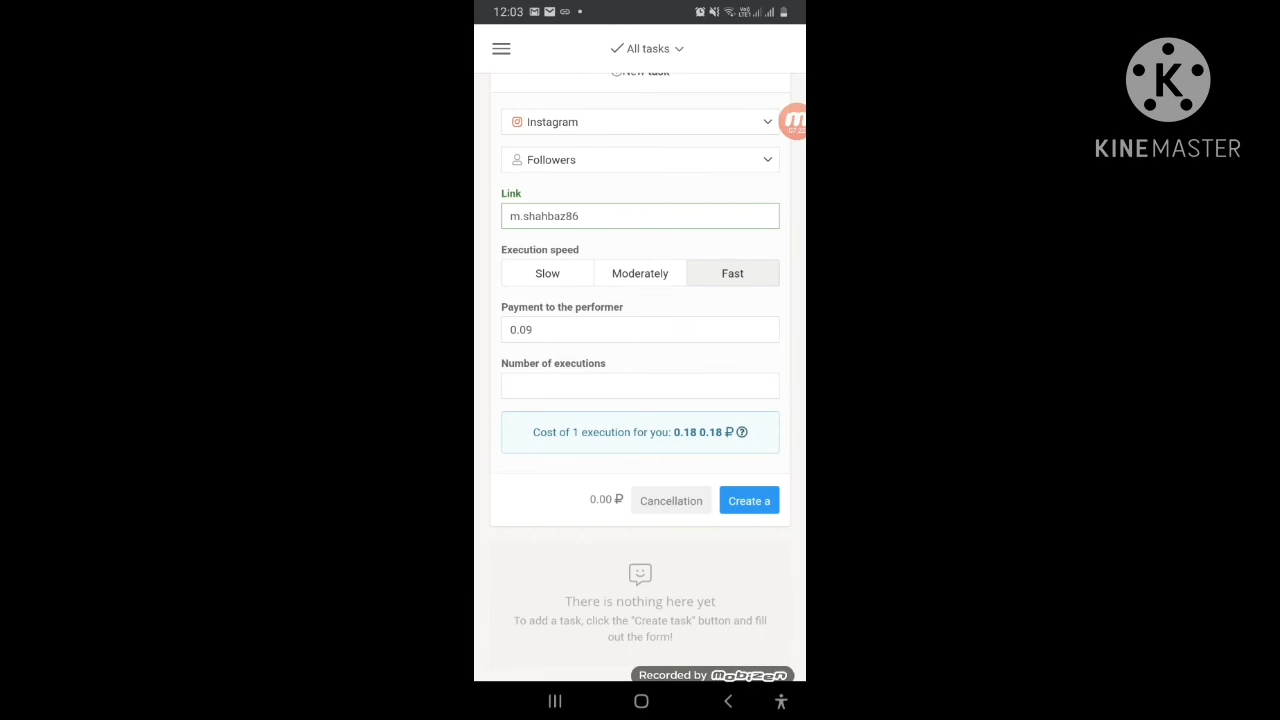 12:03
All tasks
New task
Instagram
Followers
Link
m.shahbaz86
Execution speed
Slow Moderately Fast
Payment to the performer
0.09
Number of executions
Cost of 1 execution for you: 0.18 0.18 ₽
0.00 ₽ Cancellation Create a
There is nothing here yet
To add a task, click the "Create task" button and fill
out the form!
Recorded by mobizen
K
KINEMASTER